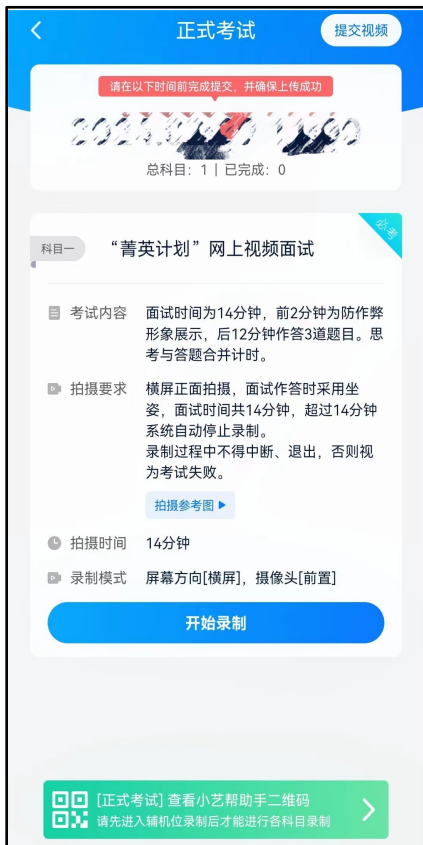 正式考试
提交视频
请在以下时间前完成提交，并确保上传成功
总科目：1 | 已完成：0
必考
科目一
“菁英计划”网上视频面试
考试内容
面试时间为14分钟，前2分钟为防作弊
形象展示，后12分钟作答3道题目。思
考与答题合并计时。
拍摄要求
横屏正面拍摄，面试作答时采用坐
姿，面试时间共14分钟，超过14分钟
系统自动停止录制。
录制过程中不得中断、退出，否则视
为考试失败。
拍摄参考图
拍摄时间
14分钟
录制模式
屏幕方向[横屏]，摄像头[前置]
开始录制
[正式考试] 查看小艺帮助手二维码
请先进入辅机位录制后才能进行各科目录制